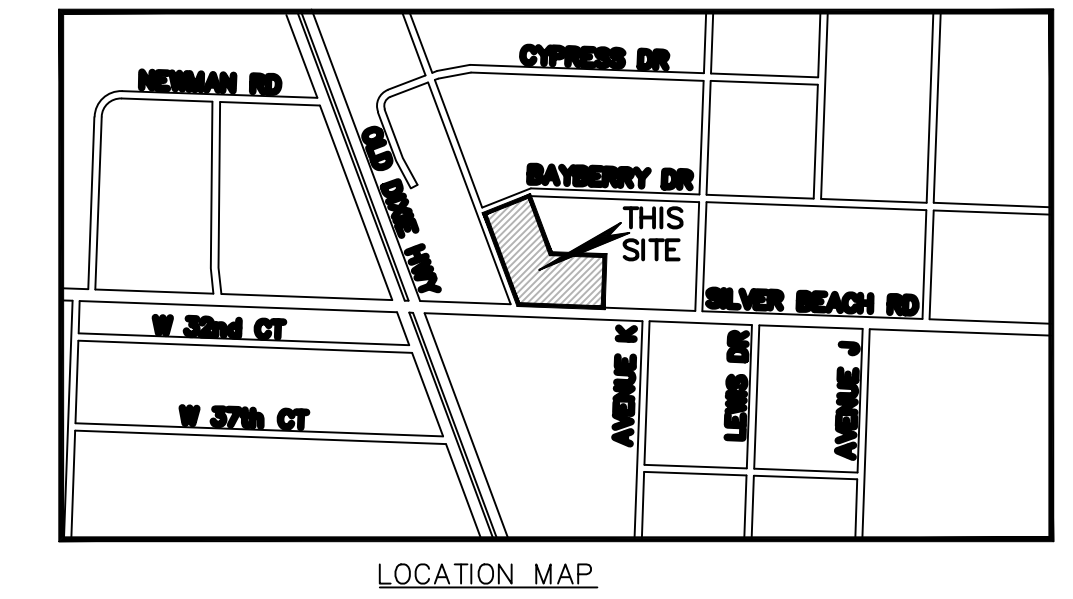 CYPRESS DR
NEWMAN RD
OLD DIXIE HWY
BAYBERRY DR
THIS
SITE
SILVER BEACH RD
W 32nd CT
AVENUE K
LEWIS DR
AVENUE J
W 37th CT
LOCATION MAP